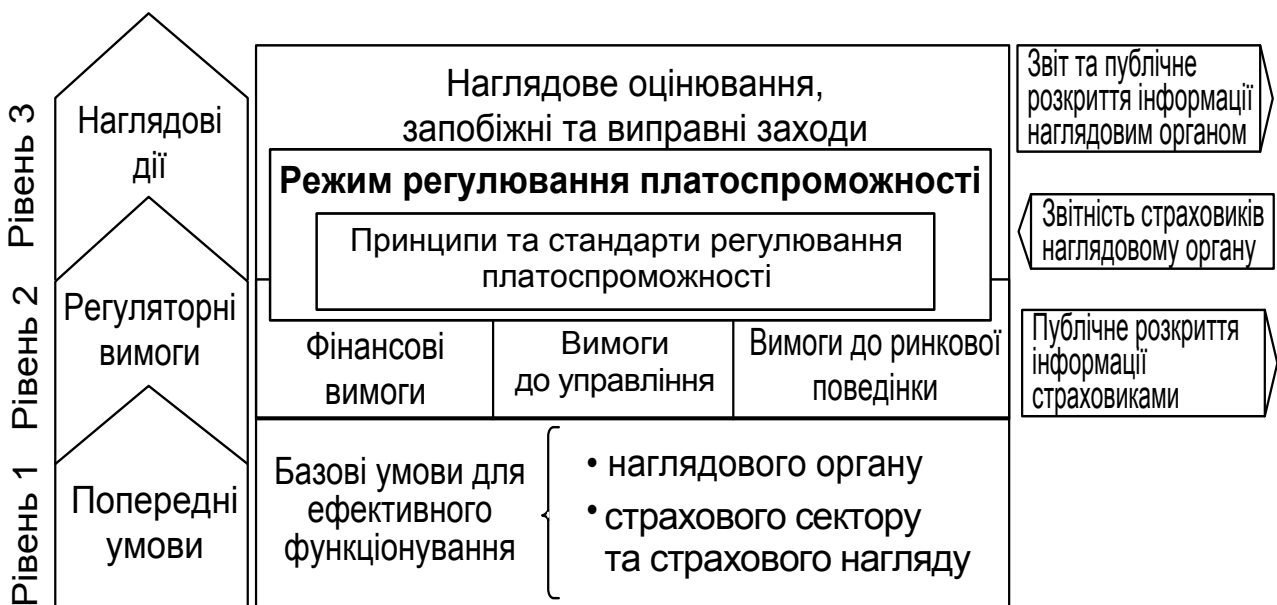 Рівень 3
Наглядові
дії
Наглядове оцінювання,
запобіжні та виправні заходи
Режим регулювання платоспроможності
Принципи та стандарти регулювання
платоспроможності
Звіт та публічне
розкриття інформації
наглядовим органом
Звітність страховиків
наглядовому органу
Рівень 2
Регуляторні
вимоги
Фінансові
вимоги
Вимоги
до управління
Вимоги до ринкової
поведінки
Публічне розкриття
інформації
страховиками
Рівень 1
Попередні
умови
Базові умови для
ефективного
функціонування
• наглядового органу
• страхового сектору
та страхового нагляду